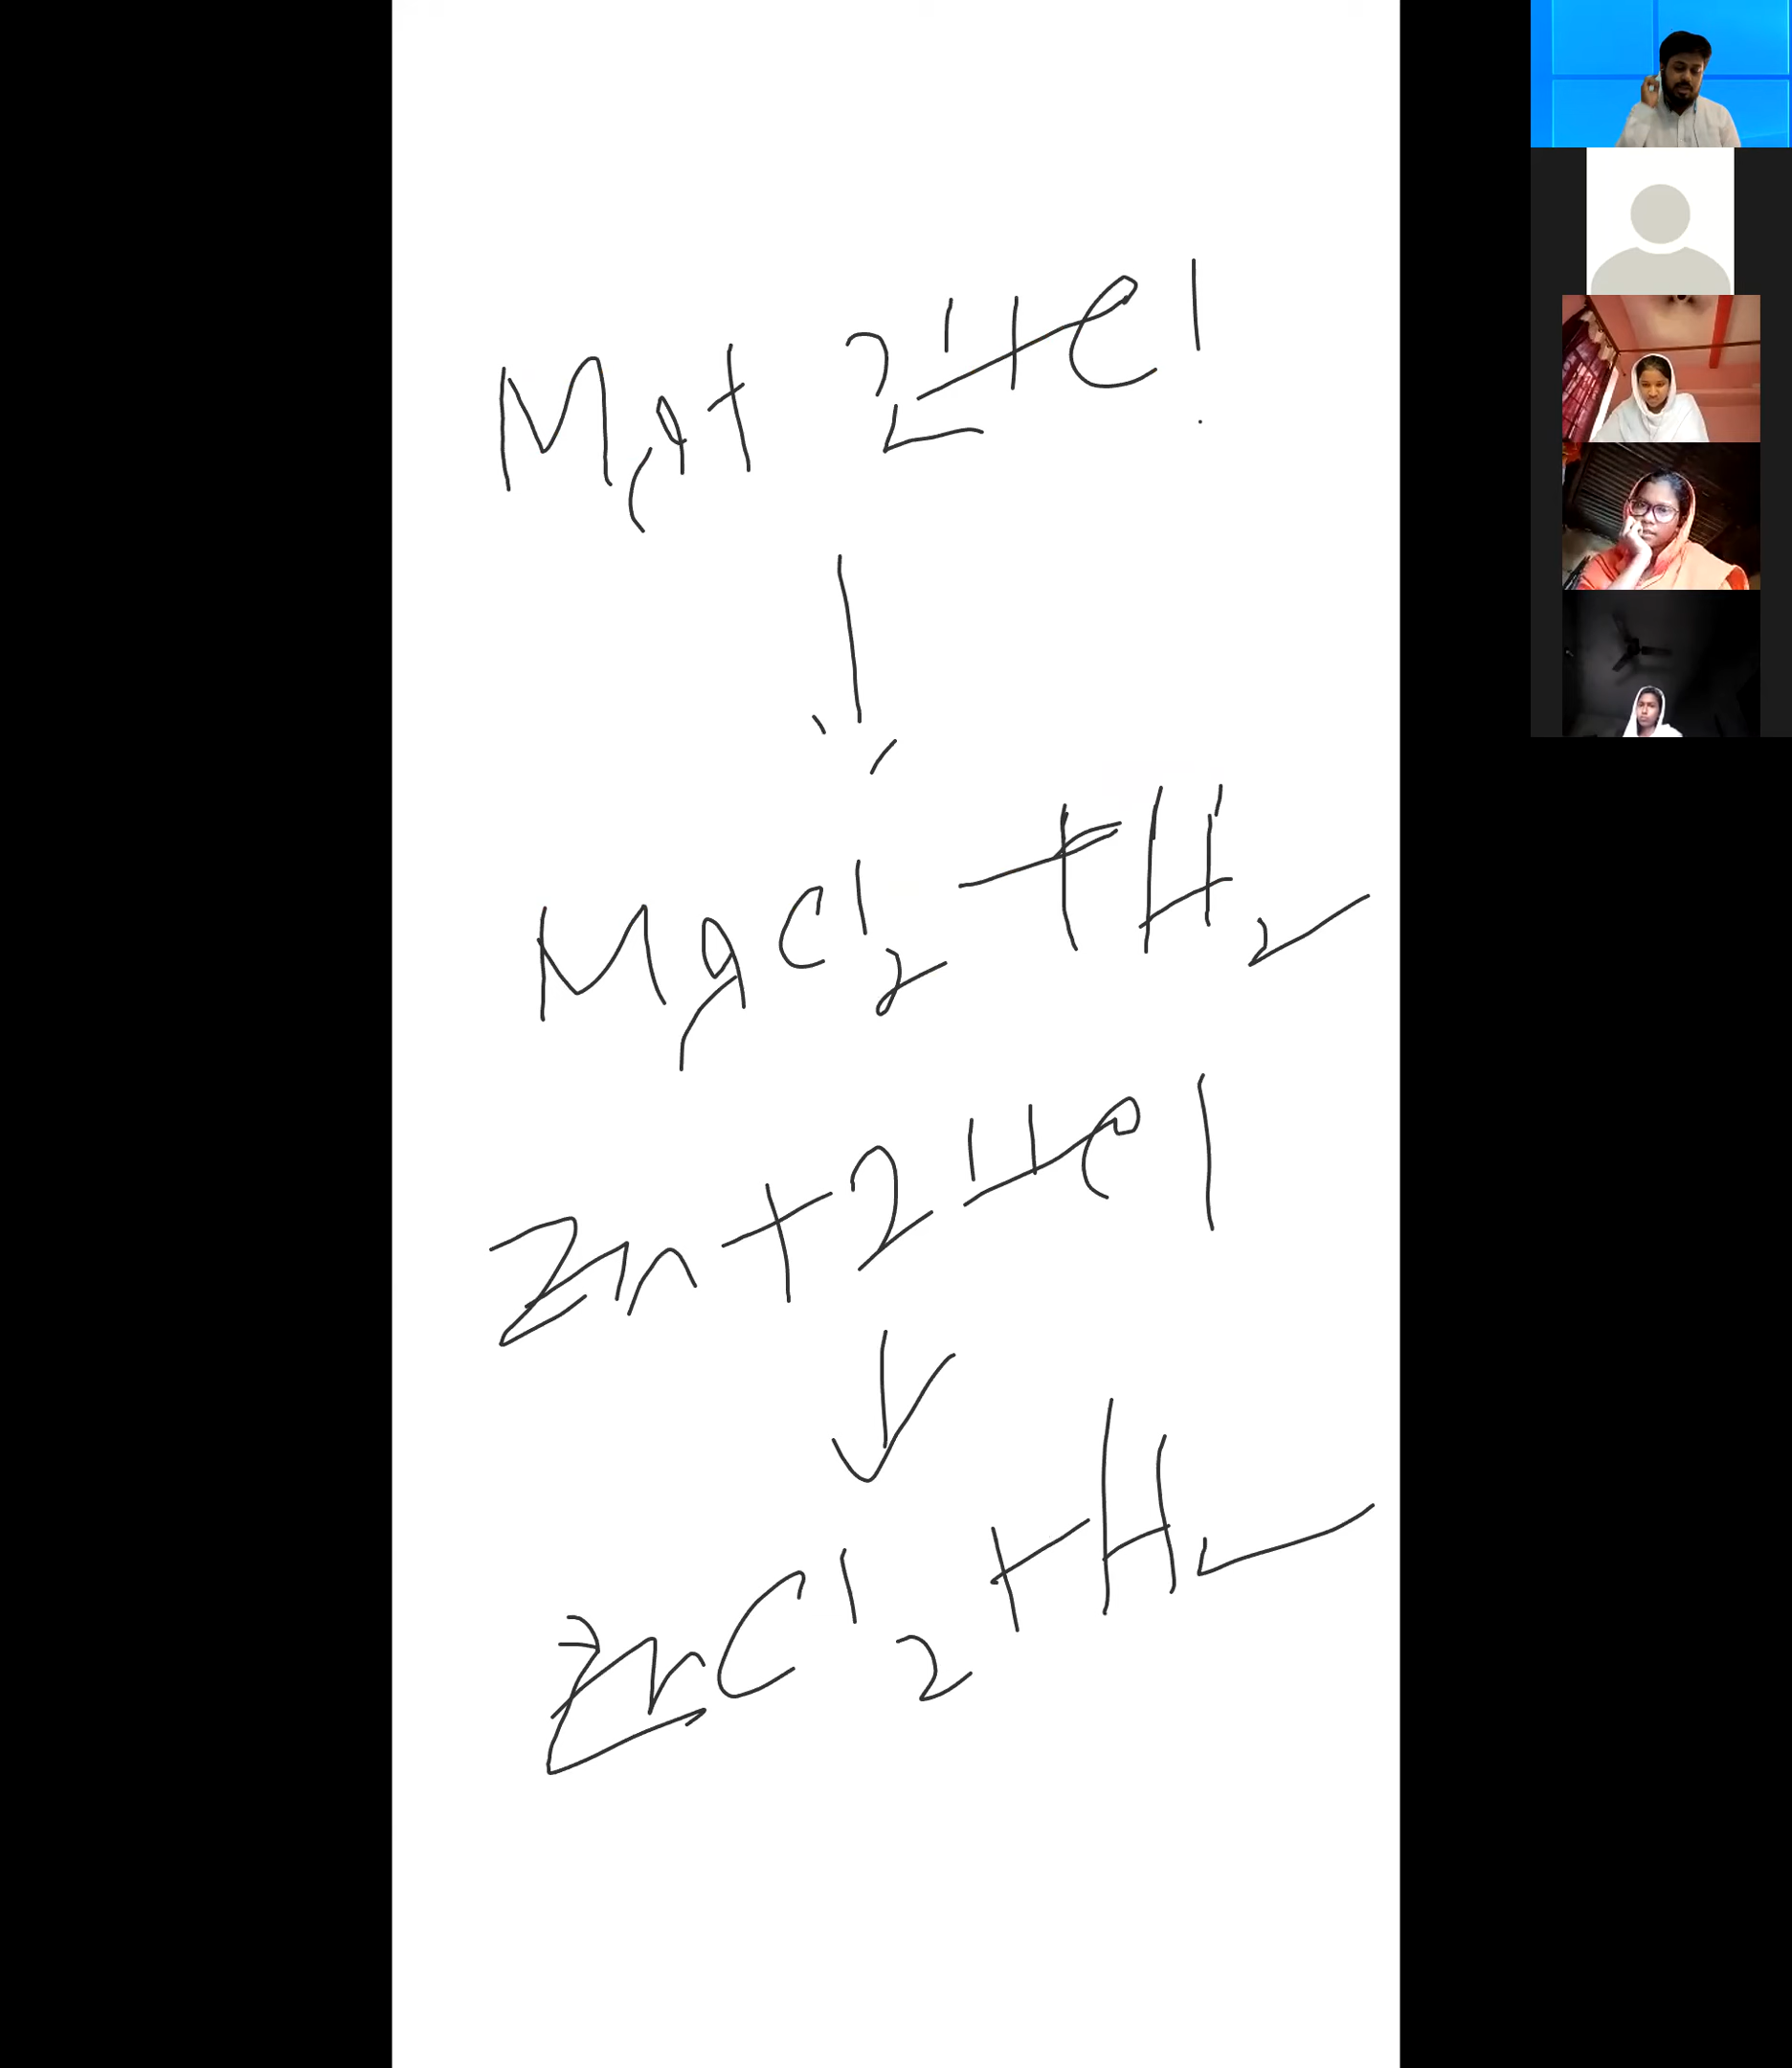 Mg + 2HCl
↓
MgCl₂ + H₂
Zn + 2HCl
↓
ZnCl₂ + H₂